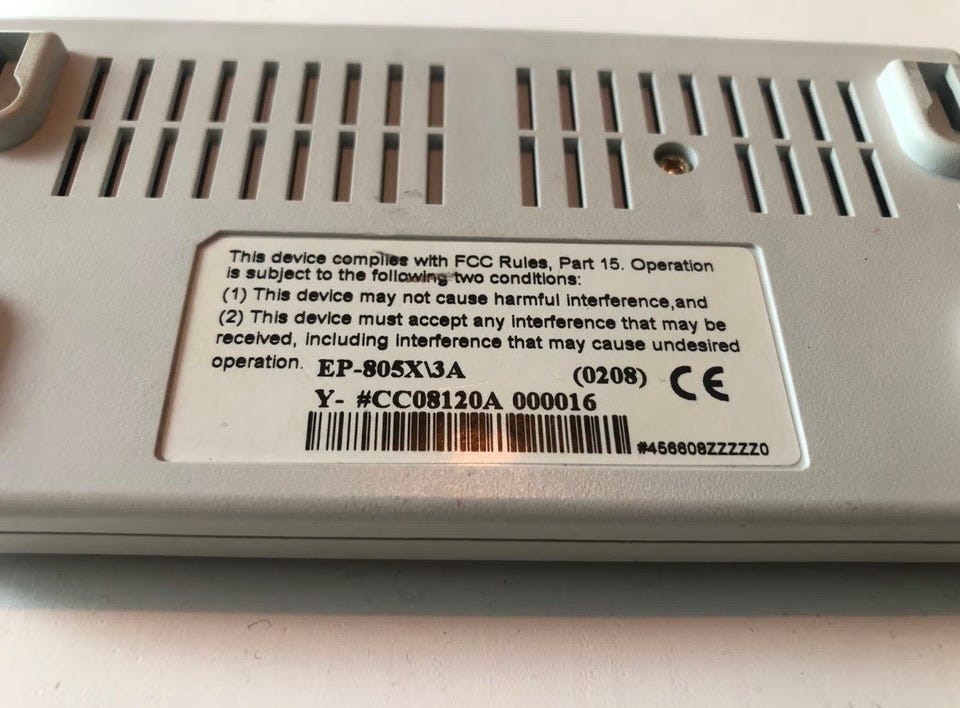 This device complies with FCC Rules, Part 15. Operation
is subject to the following two conditions:
(1) This device may not cause harmful interference,and
(2) This device must accept any interference that may be
received, including interference that may cause undesired
operation. EP-805X\3A (0208) CE
Y- #CC08120A 000016
#456608ZZZZZ0